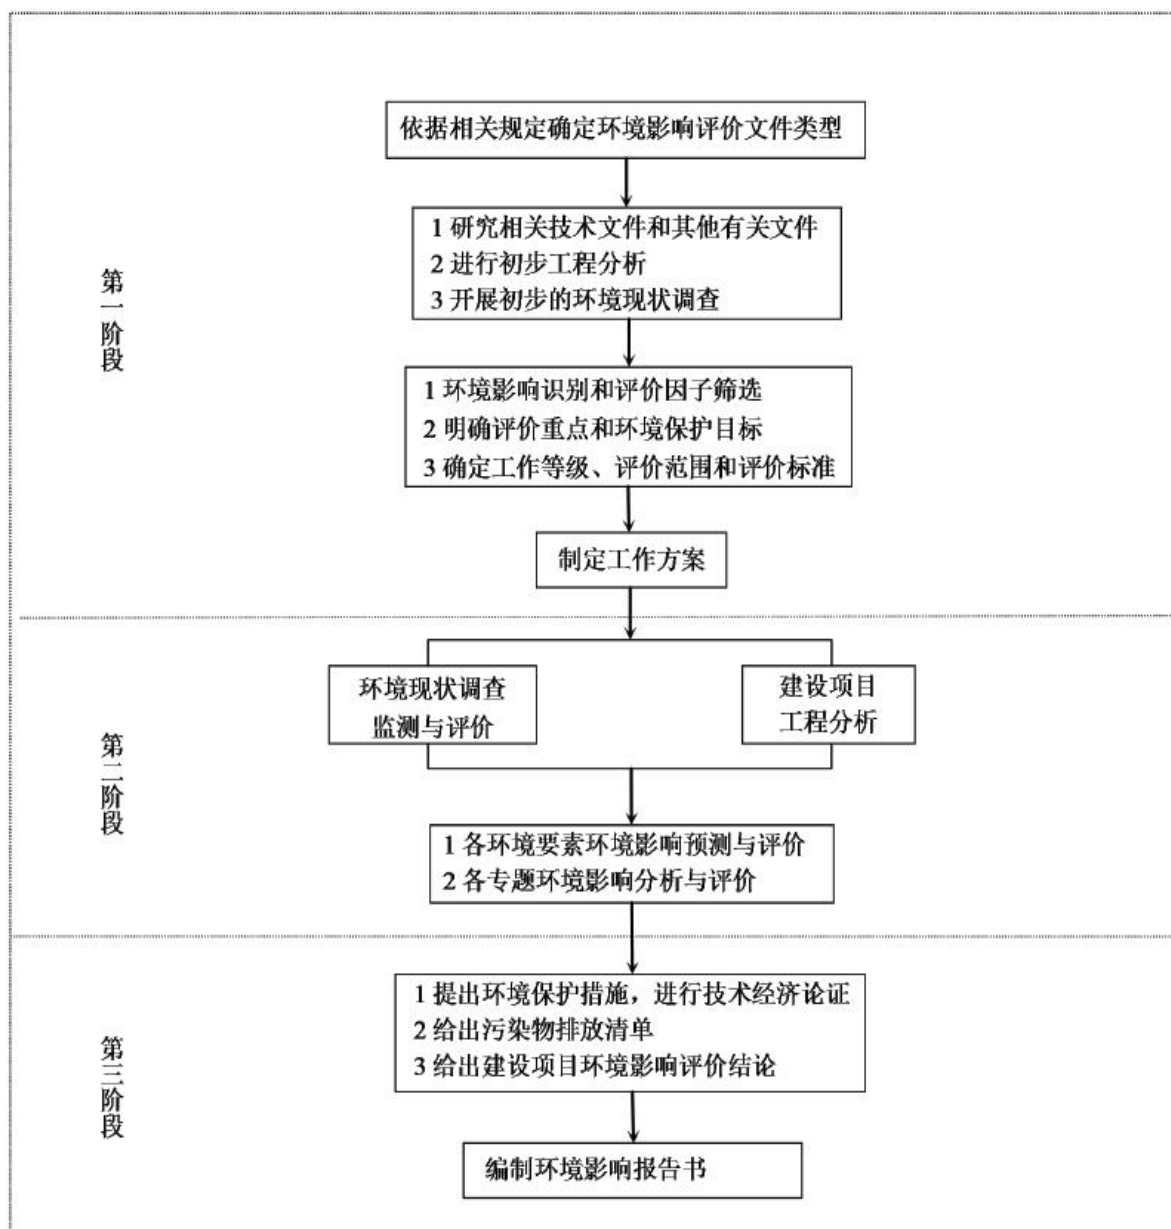 依据相关规定确定环境影响评价文件类型
1 研究相关技术文件和其他有关文件
2 进行初步工程分析
3 开展初步的环境现状调查
第一阶段
1 环境影响识别和评价因子筛选
2 明确评价重点和环境保护目标
3 确定工作等级、评价范围和评价标准
制定工作方案
环境现状调查
监测与评价
建设项目
工程分析
第二阶段
1 各环境要素环境影响预测与评价
2 各专题环境影响分析与评价
1 提出环境保护措施，进行技术经济论证
2 给出污染物排放清单
3 给出建设项目环境影响评价结论
第三阶段
编制环境影响报告书